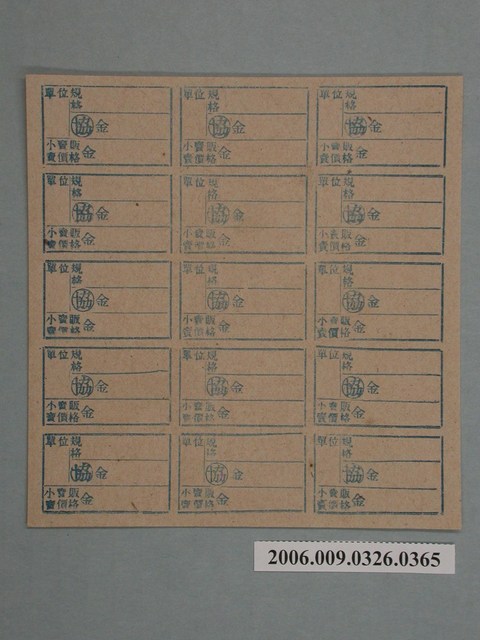 單位規
格
協金
小賣販
賣價格金
單位規
格
協金
小賣販
賣價格金
單位規
格
協金
小賣販
賣價格金
單位規
格
協金
小賣販
賣價格金
單位規
格
協金
小賣販
賣價格金
單位規
格
協金
小賣販
賣價格金
單位規
格
協金
小賣販
賣價格金
單位規
格
協金
小賣販
賣價格金
單位規
格
協金
小賣販
賣價格金
單位規
格
協金
小賣販
賣價格金
單位規
格
協金
小賣販
賣價格金
單位規
格
協金
小賣販
賣價格金
單位規
格
協金
小賣販
賣價格金
單位規
格
協金
小賣販
賣價格金
單位規
格
協金
小賣販
賣價格金
2006.009.0326.0365